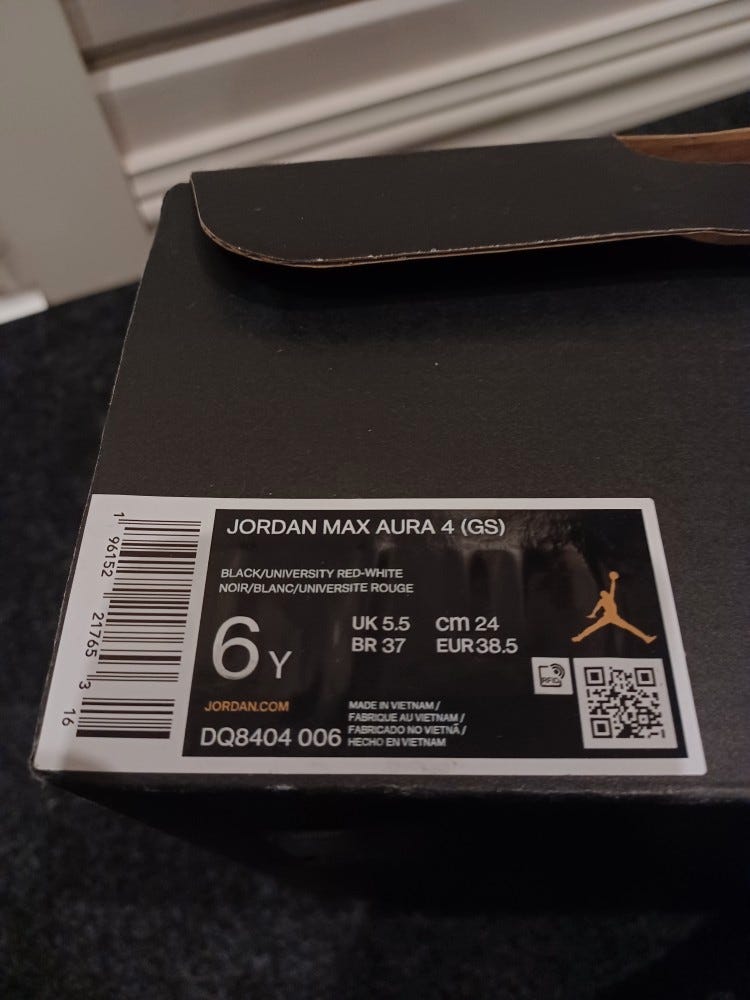 JORDAN MAX AURA 4 (GS)
BLACK/UNIVERSITY RED-WHITE
NOIR/BLANC/UNIVERSITE ROUGE
6 Y
UK 5.5 cm 24
BR 37 EUR 38.5
RFID
JORDAN.COM
DQ8404 006
MADE IN VIETNAM /
FABRIQUE AU VIETNAM /
FABRICADO NO VIETNÃ /
HECHO EN VIETNAM
1 96152 21765 3 16